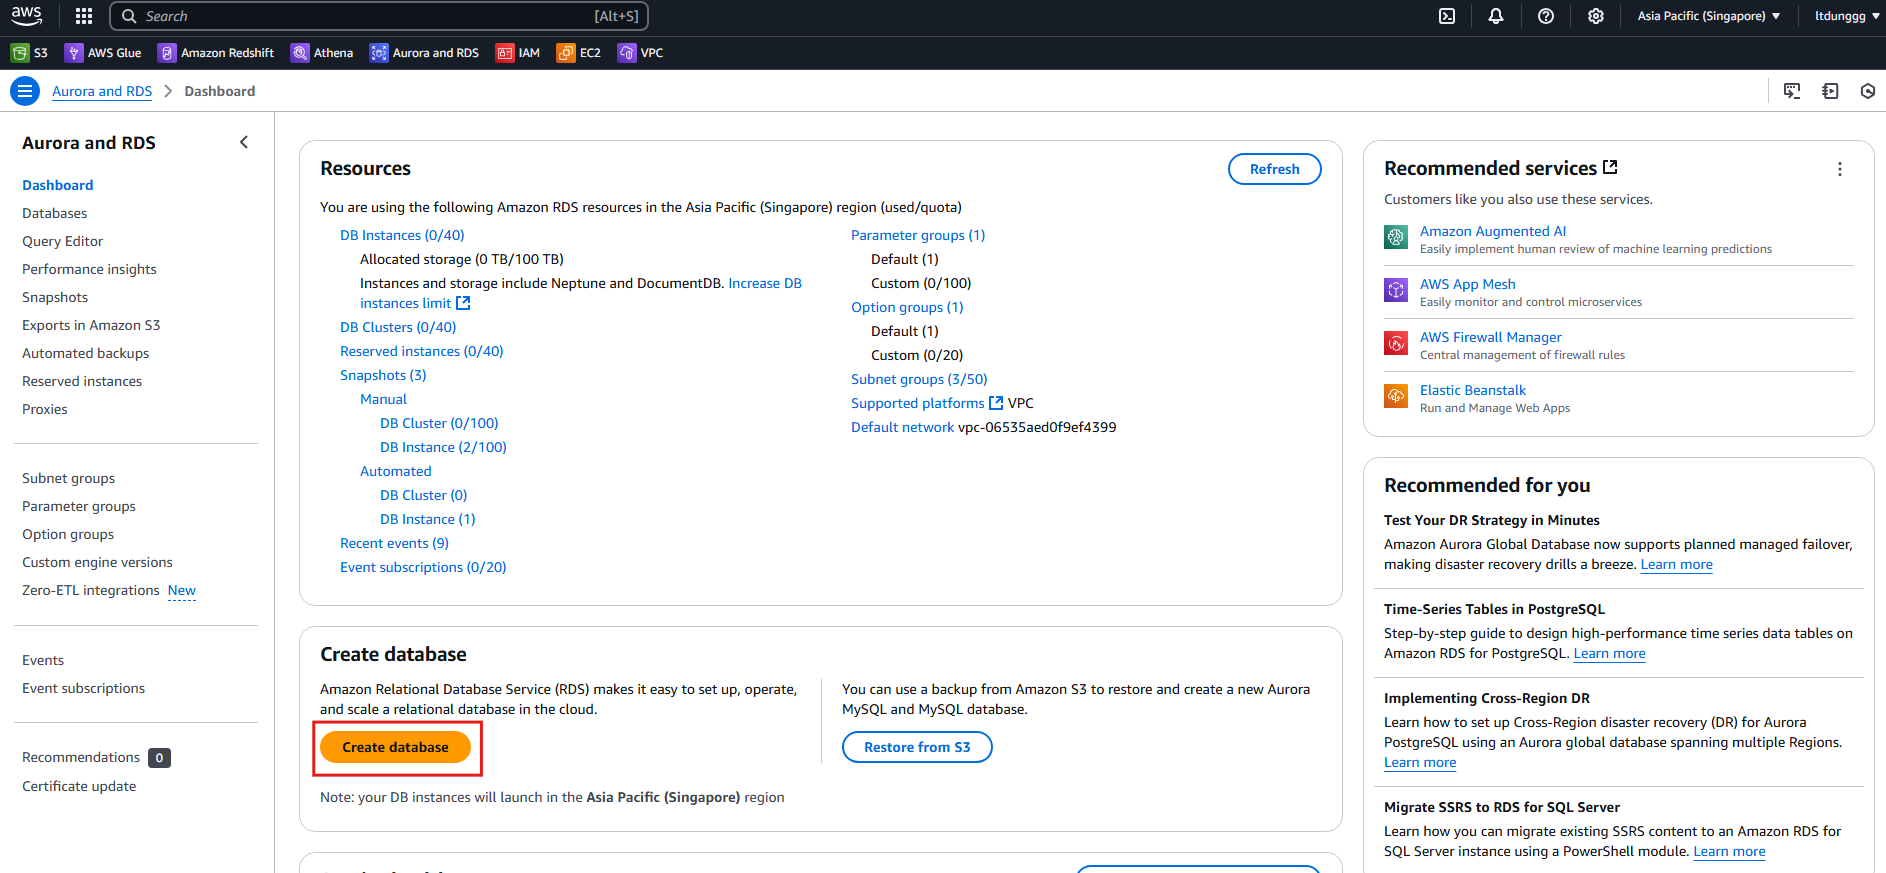 aws
Search
[Alt+S]
Asia Pacific (Singapore)
ltdunggg
S3
AWS Glue
Amazon Redshift
Athena
Aurora and RDS
IAM
EC2
VPC
Aurora and RDS
Dashboard
Aurora and RDS
Dashboard
Databases
Query Editor
Performance insights
Snapshots
Exports in Amazon S3
Automated backups
Reserved instances
Proxies
Subnet groups
Parameter groups
Option groups
Custom engine versions
Zero-ETL integrations New
Events
Event subscriptions
Recommendations 0
Certificate update
Resources
Refresh
You are using the following Amazon RDS resources in the Asia Pacific (Singapore) region (used/quota)
DB Instances (0/40)
Allocated storage (0 TB/100 TB)
Instances and storage include Neptune and DocumentDB. Increase DB
instances limit
DB Clusters (0/40)
Reserved instances (0/40)
Snapshots (3)
Manual
DB Cluster (0/100)
DB Instance (2/100)
Automated
DB Cluster (0)
DB Instance (1)
Recent events (9)
Event subscriptions (0/20)
Parameter groups (1)
Default (1)
Custom (0/100)
Option groups (1)
Default (1)
Custom (0/20)
Subnet groups (3/50)
Supported platforms VPC
Default network vpc-06535aed0f9ef4399
Create database
Amazon Relational Database Service (RDS) makes it easy to set up, operate,
and scale a relational database in the cloud.
Create database
You can use a backup from Amazon S3 to restore and create a new Aurora
MySQL and MySQL database.
Restore from S3
Note: your DB instances will launch in the Asia Pacific (Singapore) region
Recommended services
Customers like you also use these services.
Amazon Augmented AI
Easily implement human review of machine learning predictions
AWS App Mesh
Easily monitor and control microservices
AWS Firewall Manager
Central management of firewall rules
Elastic Beanstalk
Run and Manage Web Apps
Recommended for you
Test Your DR Strategy in Minutes
Amazon Aurora Global Database now supports planned managed failover,
making disaster recovery drills a breeze. Learn more
Time-Series Tables in PostgreSQL
Step-by-step guide to design high-performance time series data tables on
Amazon RDS for PostgreSQL. Learn more
Implementing Cross-Region DR
Learn how to set up Cross-Region disaster recovery (DR) for Aurora
PostgreSQL using an Aurora global database spanning multiple Regions.
Learn more
Migrate SSRS to RDS for SQL Server
Learn how you can migrate existing SSRS content to an Amazon RDS for
SQL Server instance using a PowerShell module. Learn more